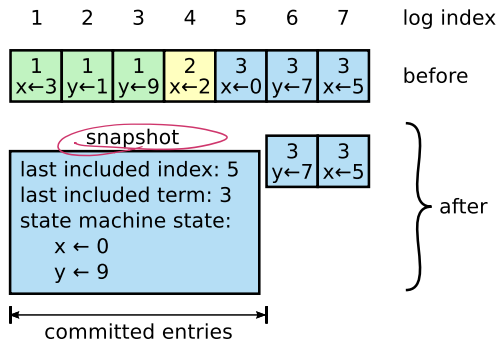 1 2 3 4 5 6 7 log index
1 1 1 2 3 3 3
x←3 y←1 y←9 x←2 x←0 y←7 x←5
before
snapshot
3 3
y←7 x←5
last included index: 5
last included term: 3
state machine state:
x ← 0
y ← 9
after
committed entries